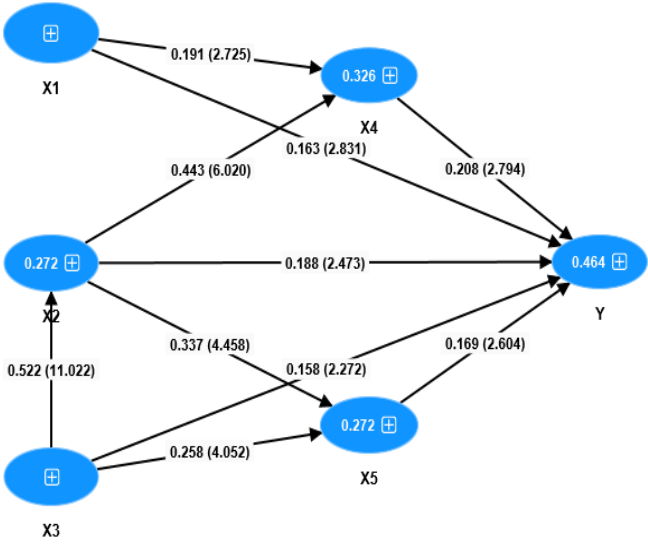 0.191 (2.725)
X1
0.326
X4
0.163 (2.831)
0.443 (6.020)
0.208 (2.794)
0.272
0.188 (2.473)
0.464
X2
Y
0.337 (4.458)
0.169 (2.604)
0.522 (11.022)
0.158 (2.272)
0.272
0.258 (4.052)
X5
X3